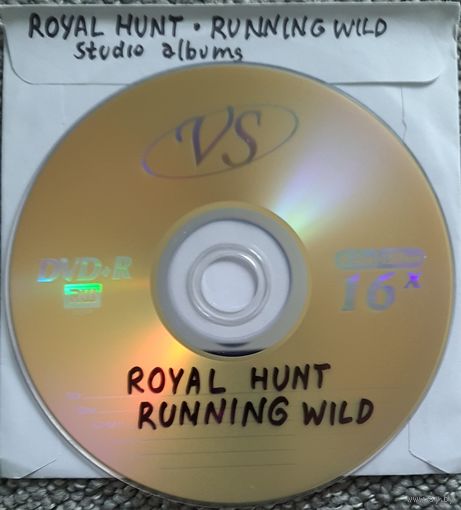 ROYAL HUNT • RUNNING WILD
studio albums
VS
DVD+R
16x
ROYAL HUNT
RUNNING WILD